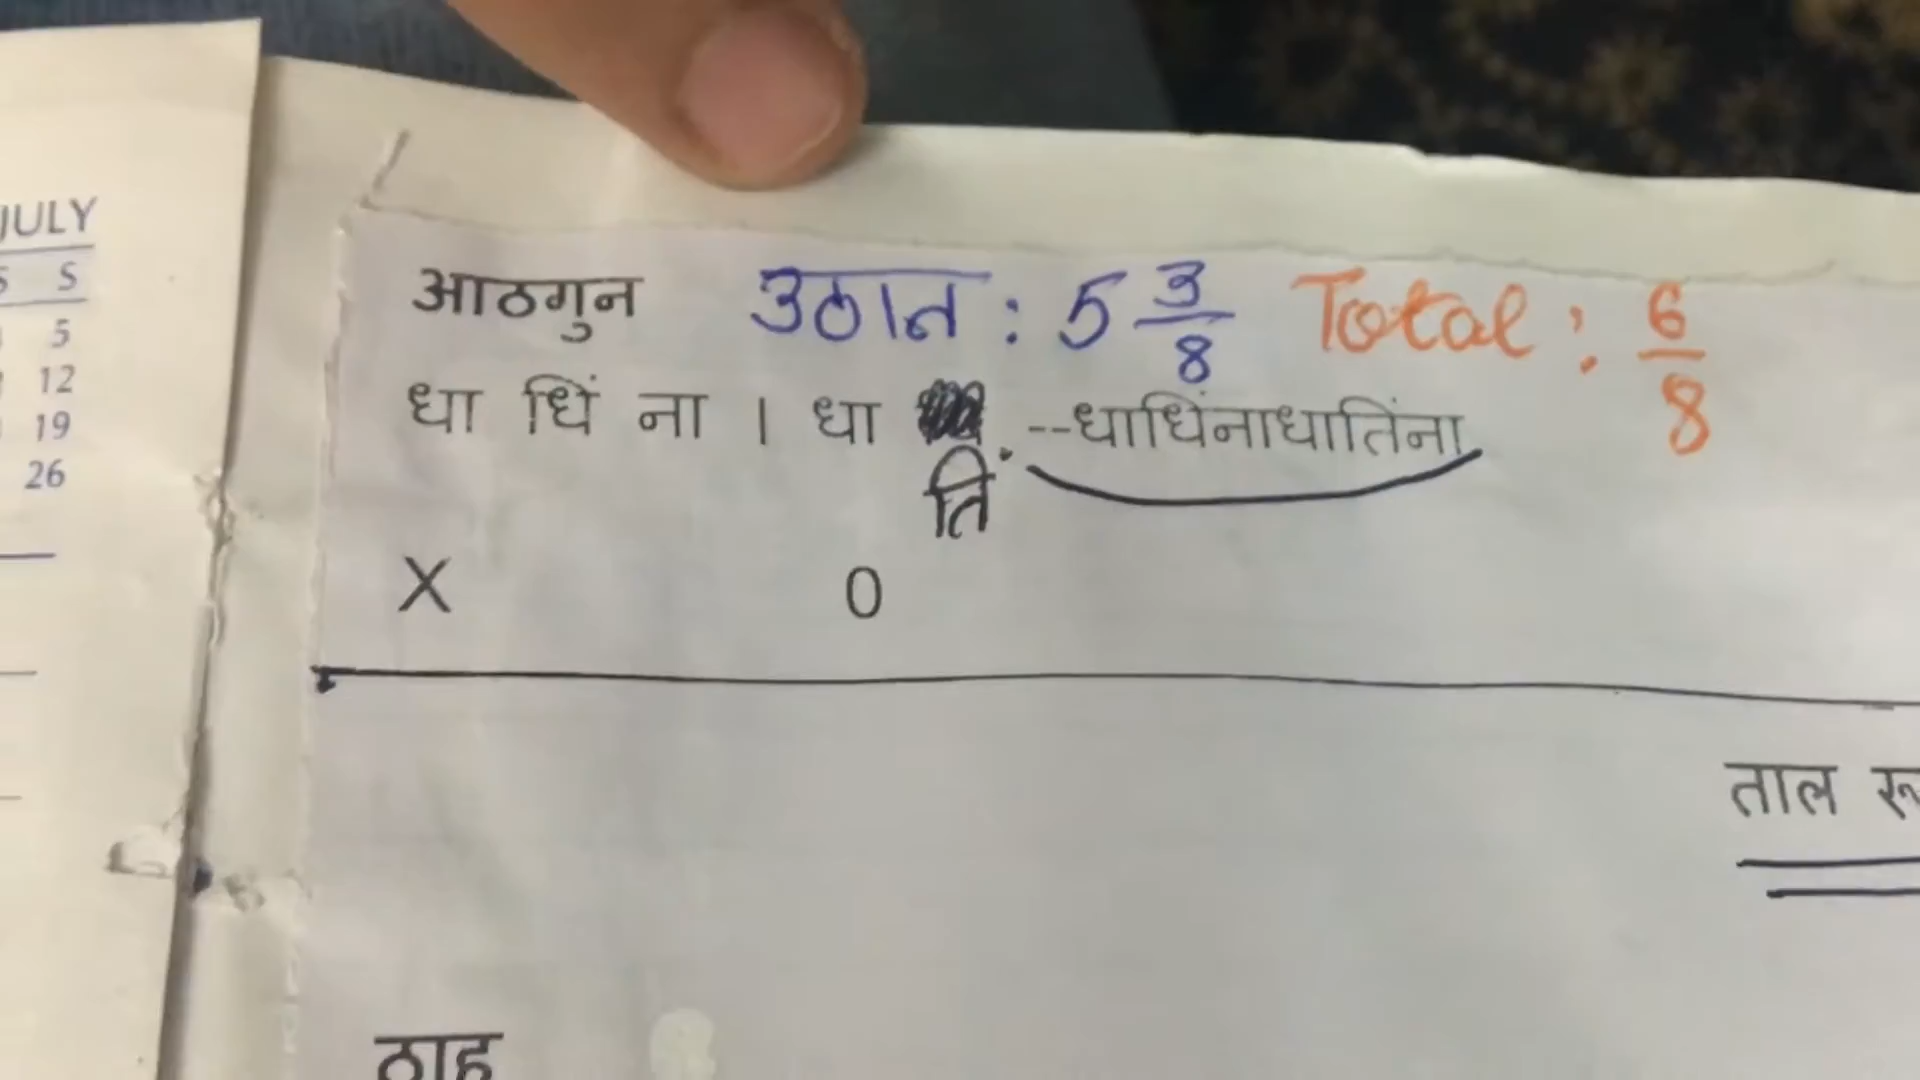 JULY
S S
5
12
19
26
आठगुन उठान : 5 3/8 Total : 6/8
धा धिं ना । धा --धाधिंनाधातिंना
तिं
X 0
ताल
ठाह